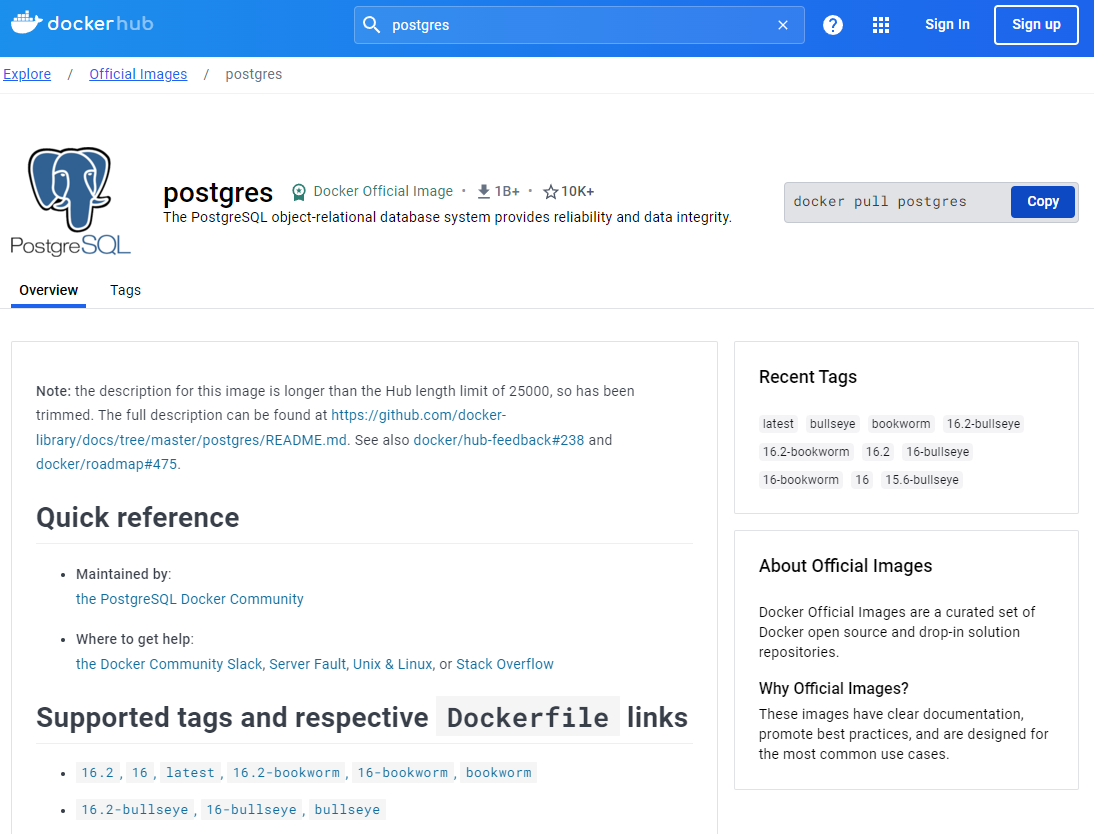 dockerhub
postgres
Sign In
Sign up
Explore / Official Images / postgres
PostgreSQL
postgres Docker Official Image • 1B+ • 10K+
The PostgreSQL object-relational database system provides reliability and data integrity.
docker pull postgres
Copy
Overview
Tags
Note: the description for this image is longer than the Hub length limit of 25000, so has been
trimmed. The full description can be found at https://github.com/docker-
library/docs/tree/master/postgres/README.md. See also docker/hub-feedback#238 and
docker/roadmap#475.
Quick reference
• Maintained by:
the PostgreSQL Docker Community
• Where to get help:
the Docker Community Slack, Server Fault, Unix & Linux, or Stack Overflow
Supported tags and respective Dockerfile links
• 16.2, 16, latest, 16.2-bookworm, 16-bookworm, bookworm
• 16.2-bullseye, 16-bullseye, bullseye
Recent Tags
latest bullseye bookworm 16.2-bullseye
16.2-bookworm 16.2 16-bullseye
16-bookworm 16 15.6-bullseye
About Official Images
Docker Official Images are a curated set of
Docker open source and drop-in solution
repositories.
Why Official Images?
These images have clear documentation,
promote best practices, and are designed for
the most common use cases.